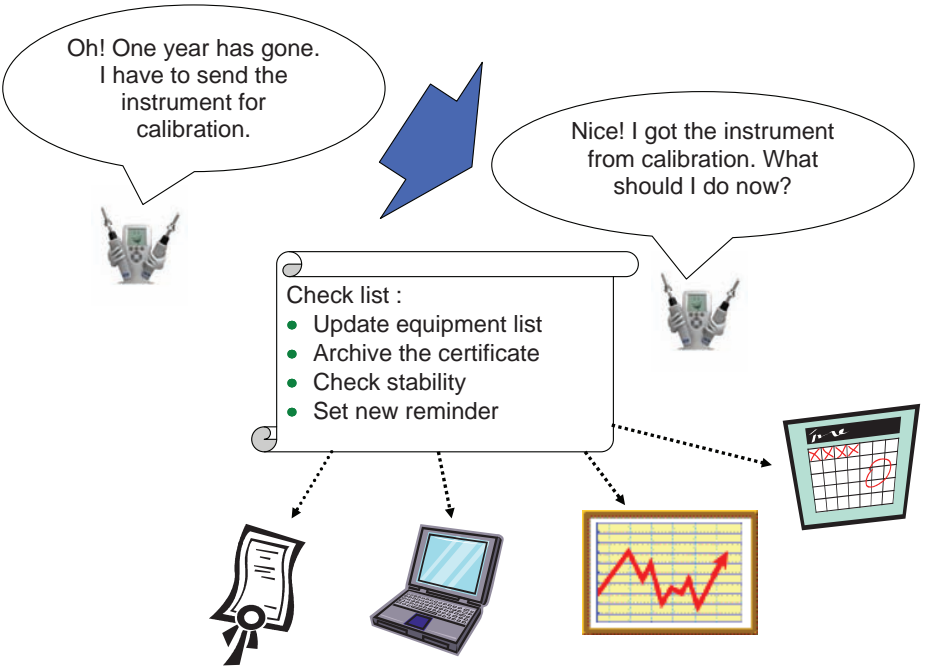 Oh! One year has gone.
I have to send the
instrument for
calibration.
Nice! I got the instrument
from calibration. What
should I do now?
Check list :
• Update equipment list
• Archive the certificate
• Check stability
• Set new reminder